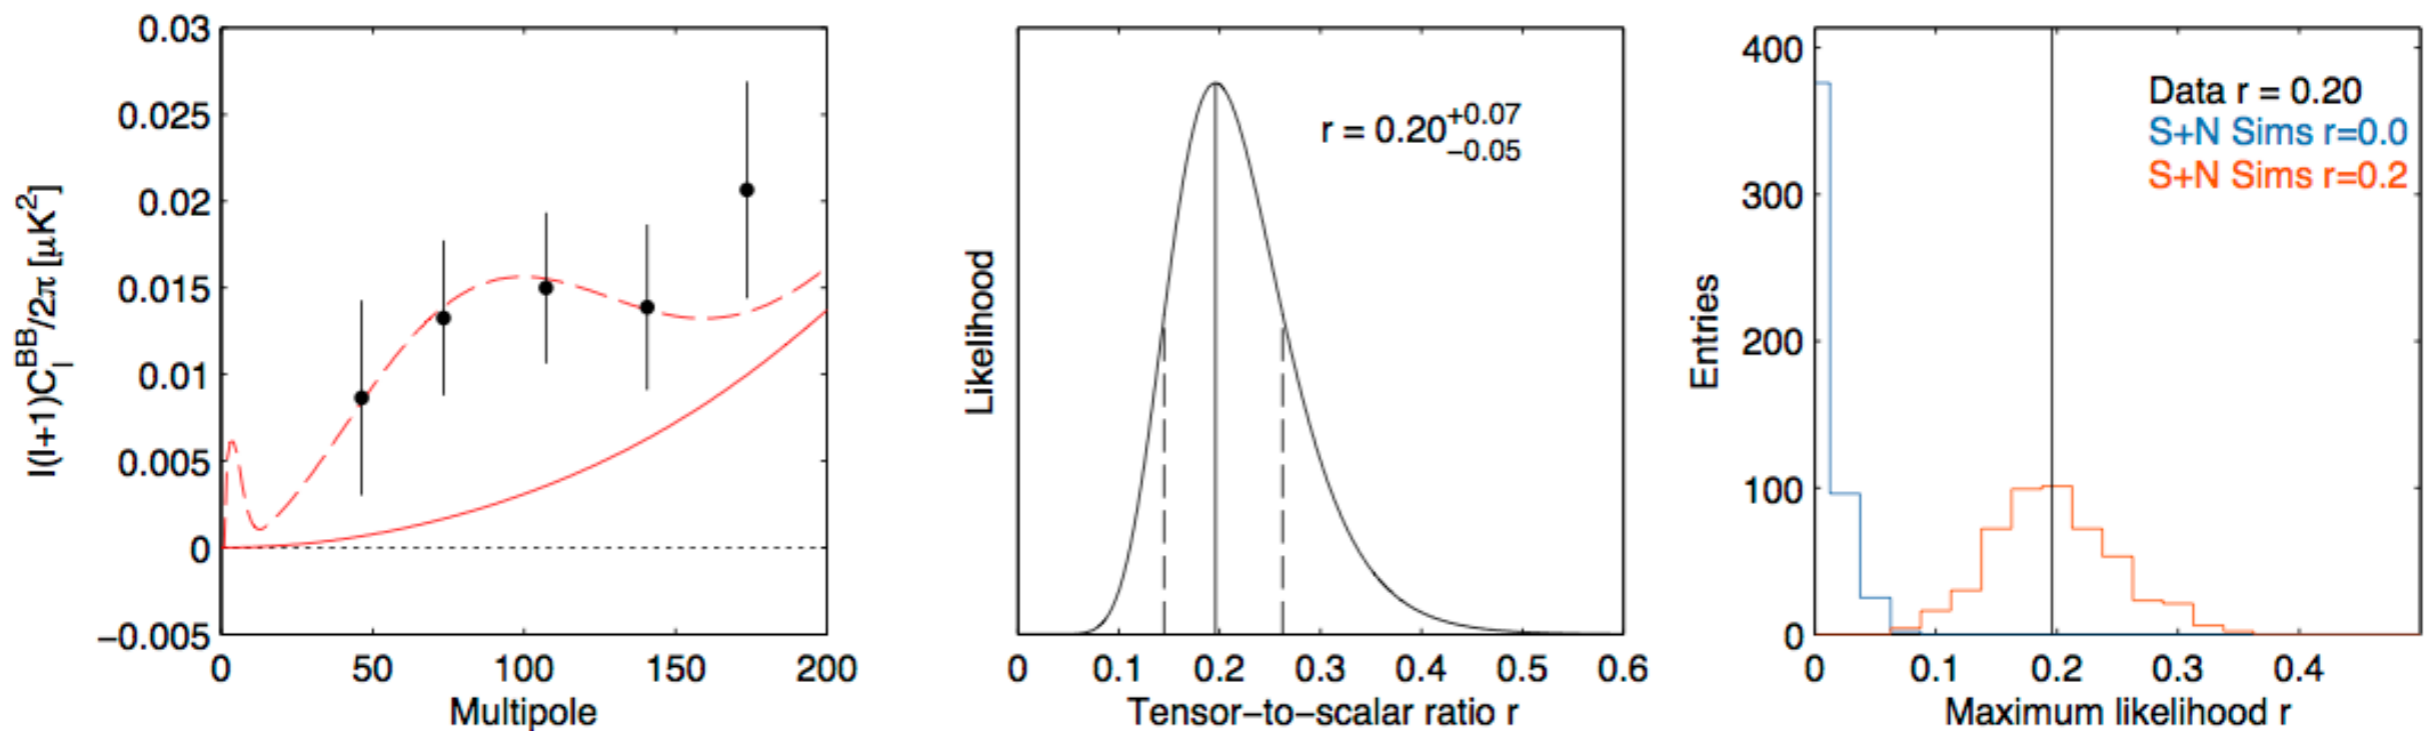 0.03
0.025
0.02
0.015
0.01
0.005
0
−0.005
l(l+1)C_l^BB/2π [μK²]
0 50 100 150 200
Multipole
Likelihood
r = 0.20 +0.07 −0.05
0 0.1 0.2 0.3 0.4 0.5 0.6
Tensor−to−scalar ratio r
400
300
200
100
0
Entries
Data r = 0.20
S+N Sims r=0.0
S+N Sims r=0.2
0 0.1 0.2 0.3 0.4
Maximum likelihood r